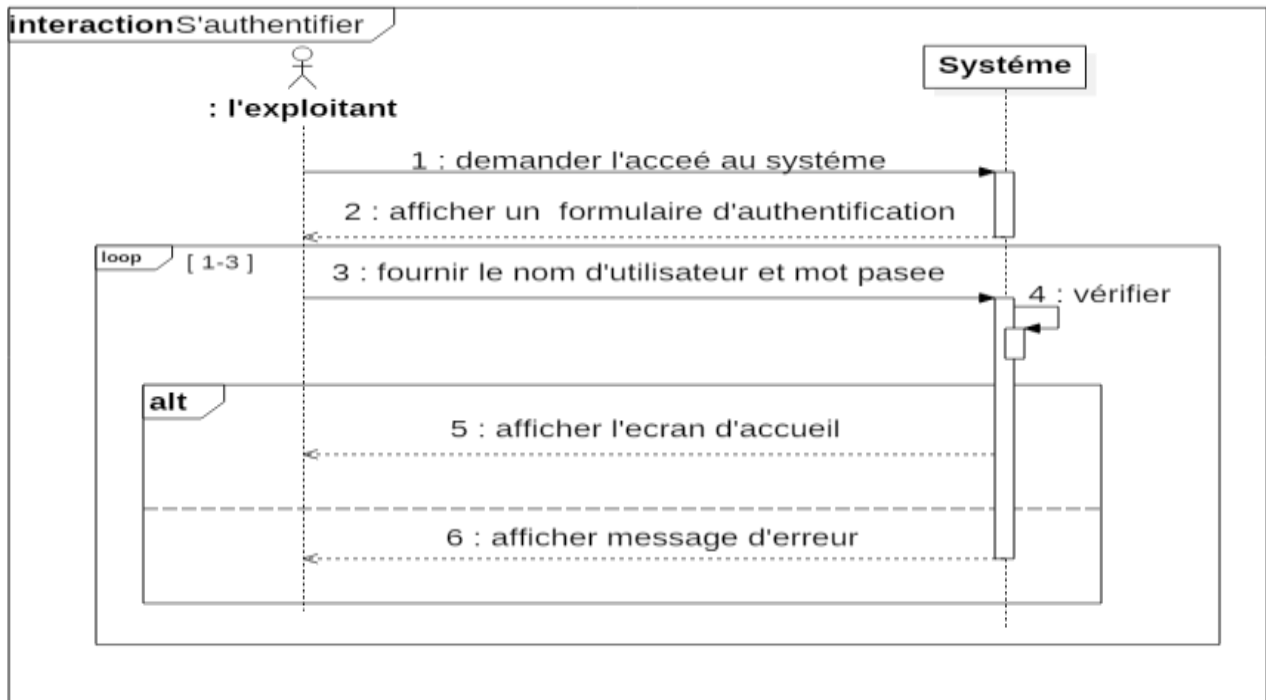 interactionS'authentifier
: l'exploitant
Systéme
1 : demander l'acceé au systéme
2 : afficher un formulaire d'authentification
loop [ 1-3 ]
3 : fournir le nom d'utilisateur et mot pasee
4 : vérifier
alt
5 : afficher l'ecran d'accueil
6 : afficher message d'erreur